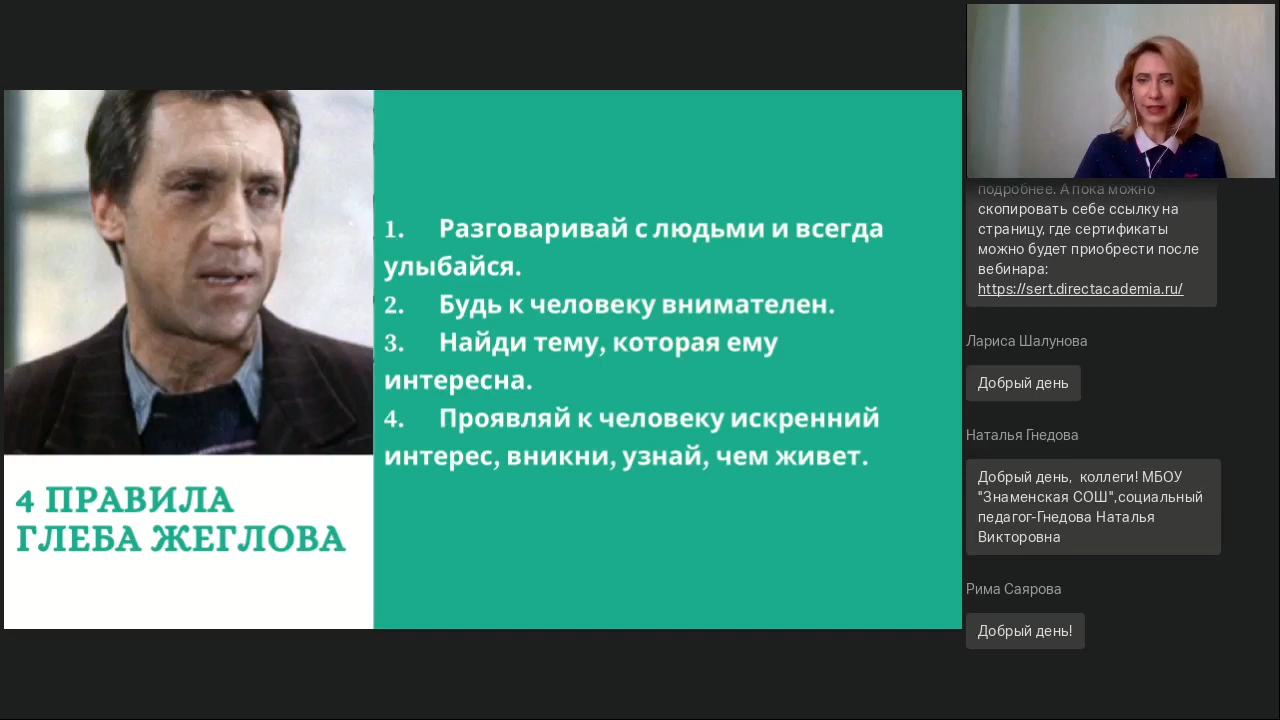 4 ПРАВИЛА
ГЛЕБА ЖЕГЛОВА
1. Разговаривай с людьми и всегда
улыбайся.
2. Будь к человеку внимателен.
3. Найди тему, которая ему
интересна.
4. Проявляй к человеку искренний
интерес, вникни, узнай, чем живет.
подробнее. А пока можно
скопировать себе ссылку на
страницу, где сертификаты
можно будет приобрести после
вебинара:
https://sert.directacademia.ru/
Лариса Шалунова
Добрый день
Наталья Гнедова
Добрый день,  коллеги! МБОУ
"Знаменская СОШ",социальный
педагог-Гнедова Наталья
Викторовна
Рима Саярова
Добрый день!